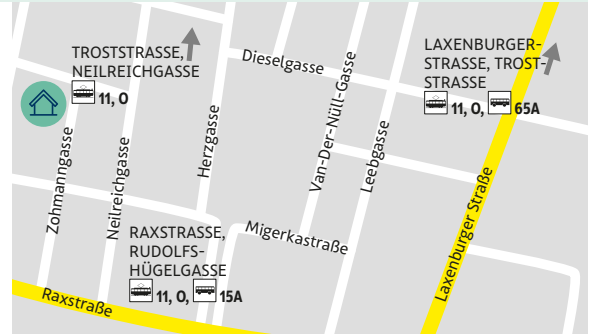 TROSTSTRASSE,
NEILREICHGASSE
11, O
LAXENBURGER-
STRASSE, TROST-
STRASSE
11, O, 65A
Dieselgasse
Van-Der-Nüll-Gasse
Leebgasse
Herzgasse
Neilreichgasse
Zohmanngasse
Laxenburger Straße
RAXSTRASSE,
RUDOLFS-
HÜGELGASSE
11, O, 15A
Migerkastraße
Raxstraße